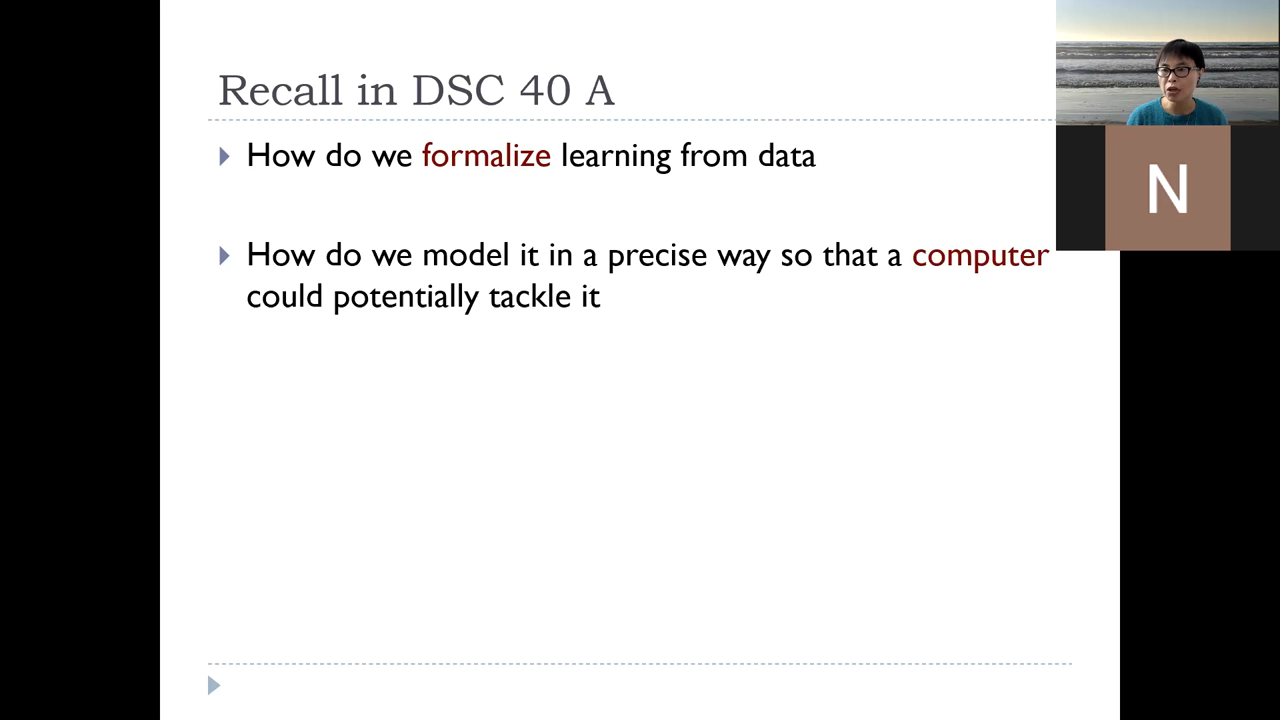 Recall in DSC 40 A
How do we formalize learning from data
How do we model it in a precise way so that a computer
could potentially tackle it
N